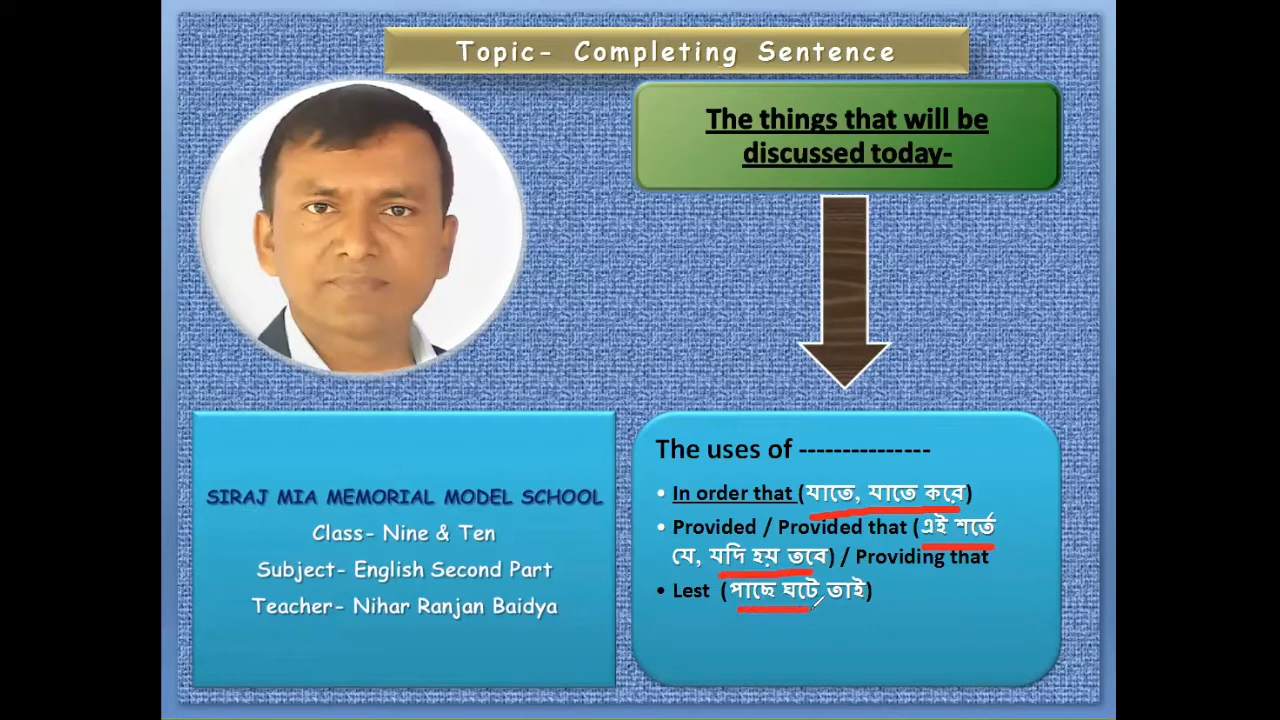 Topic- Completing Sentence
The things that will be
discussed today-
SIRAJ MIA MEMORIAL MODEL SCHOOL
Class- Nine & Ten
Subject- English Second Part
Teacher- Nihar Ranjan Baidya
The uses of ---------------
• In order that (যাতে, যাতে করে)
• Provided / Provided that (এই শর্তে
যে, যদি হয় তবে) / Providing that
• Lest (পাছে ঘটে তাই)